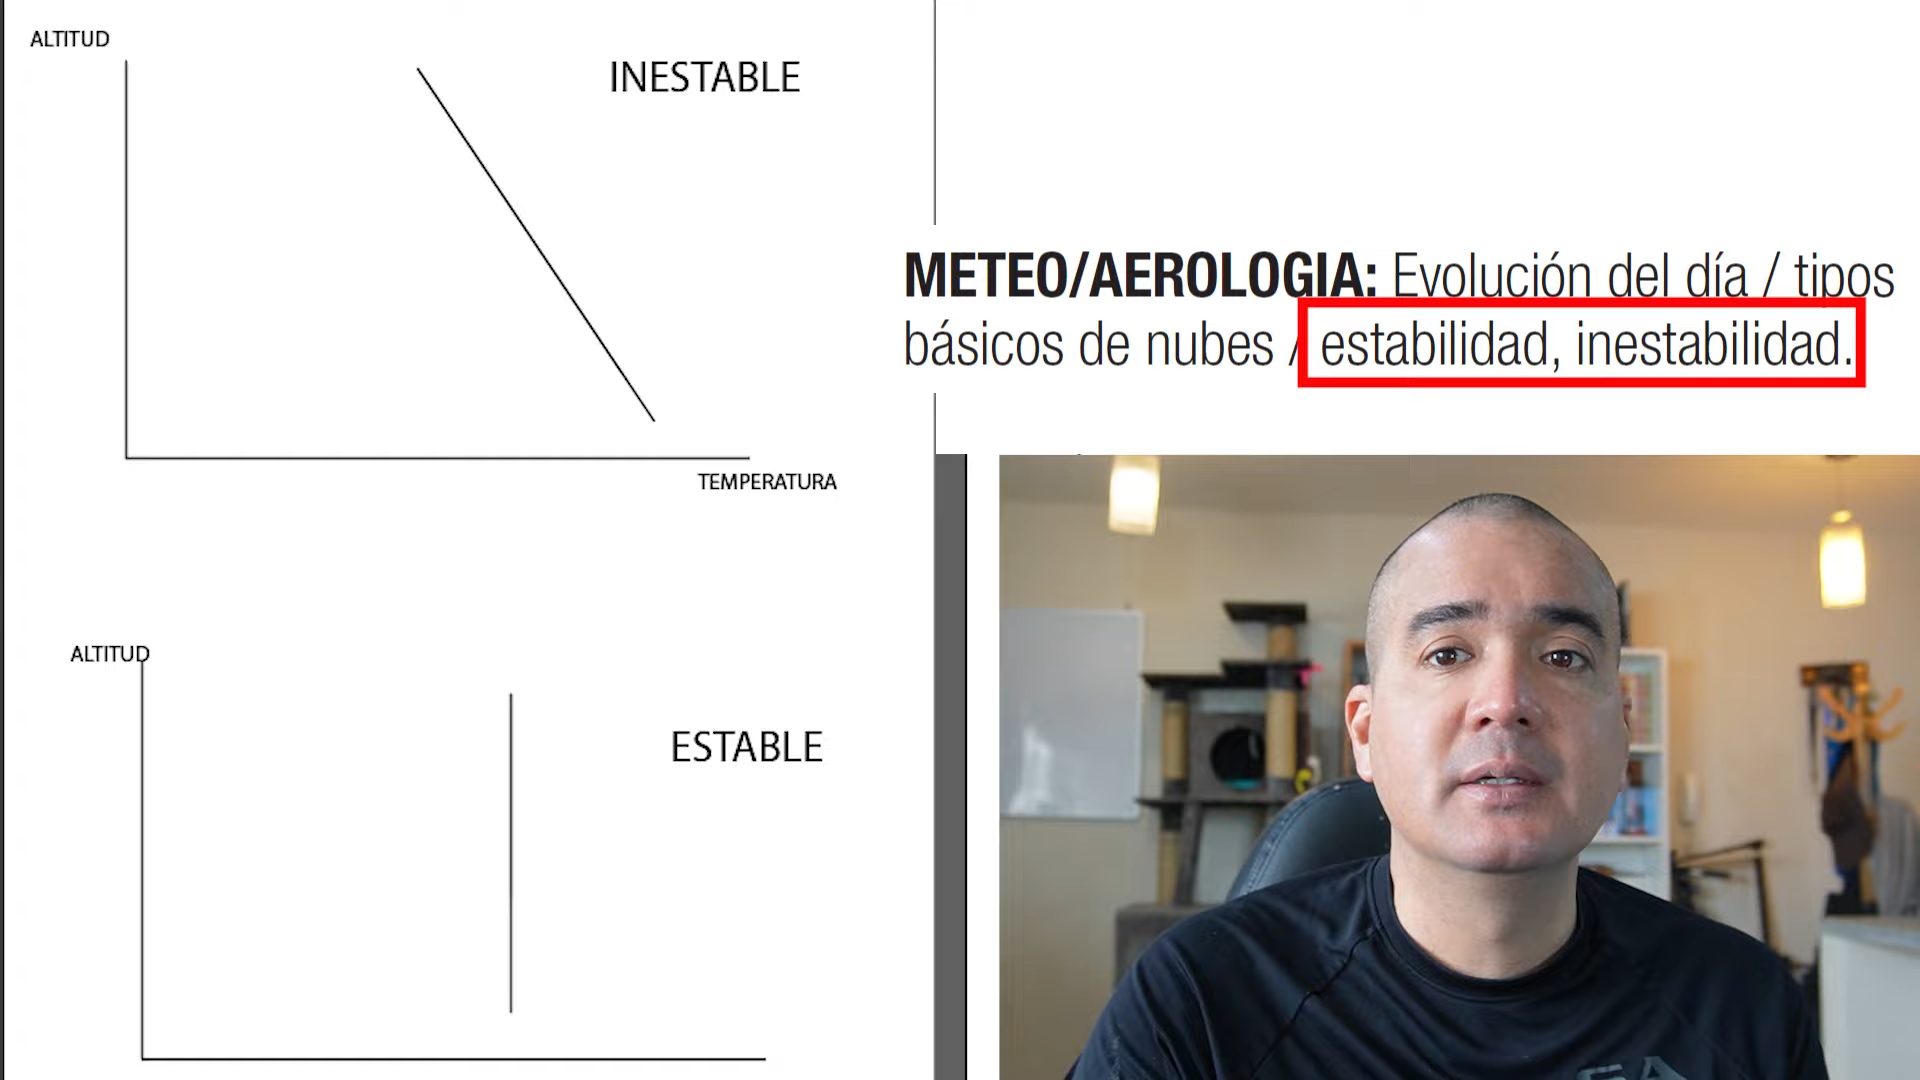 ALTITUD
INESTABLE
TEMPERATURA
METEO/AEROLOGIA: Evolución del día / tipos
básicos de nubes / estabilidad, inestabilidad.
ALTITUD
ESTABLE